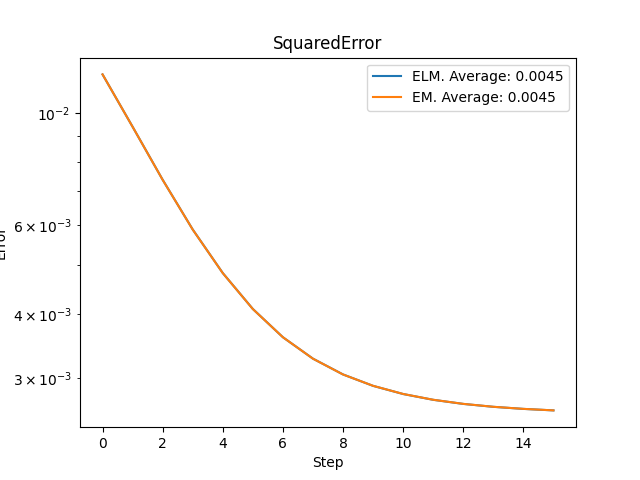 SquaredError
ELM. Average: 0.0045
EM. Average: 0.0045
10⁻²
6 × 10⁻³
4 × 10⁻³
3 × 10⁻³
Error
0 2 4 6 8 10 12 14
Step